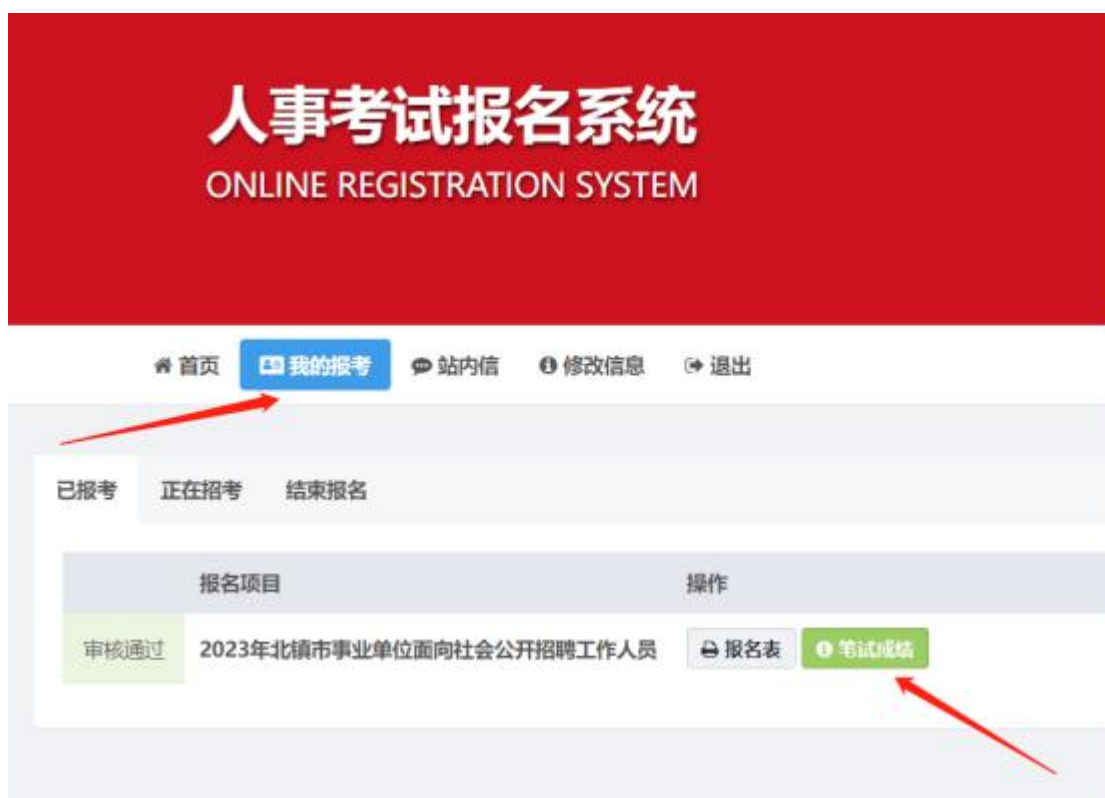 人事考试报名系统
ONLINE REGISTRATION SYSTEM
首页 我的报考 站内信 修改信息 退出
已报考 正在招考 结束报名
报名项目 操作
审核通过 2023年北镇市事业单位面向社会公开招聘工作人员 报名表 笔试成绩